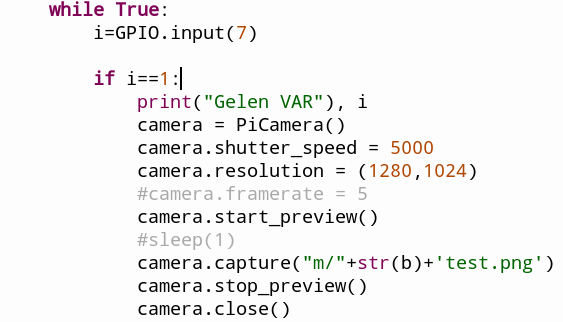 while True:
i=GPIO.input(7)
if i==1:
print("Gelen VAR"), i
camera = PiCamera()
camera.shutter_speed = 5000
camera.resolution = (1280,1024)
#camera.framerate = 5
camera.start_preview()
#sleep(1)
camera.capture("m/"+str(b)+'test.png')
camera.stop_preview()
camera.close()